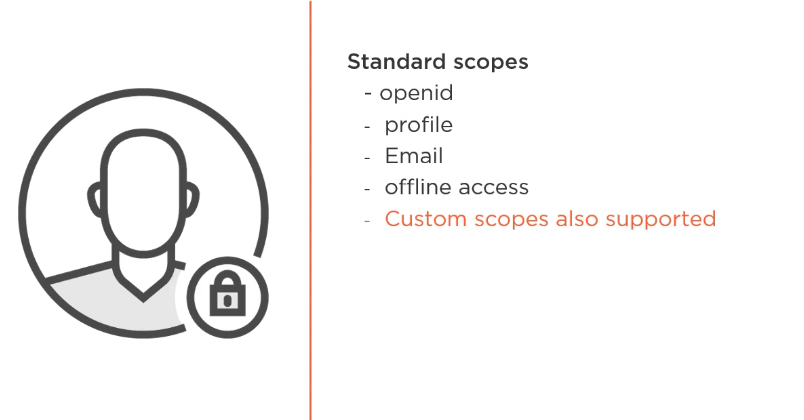 Standard scopes
- openid
- profile
- Email
- offline access
- Custom scopes also supported